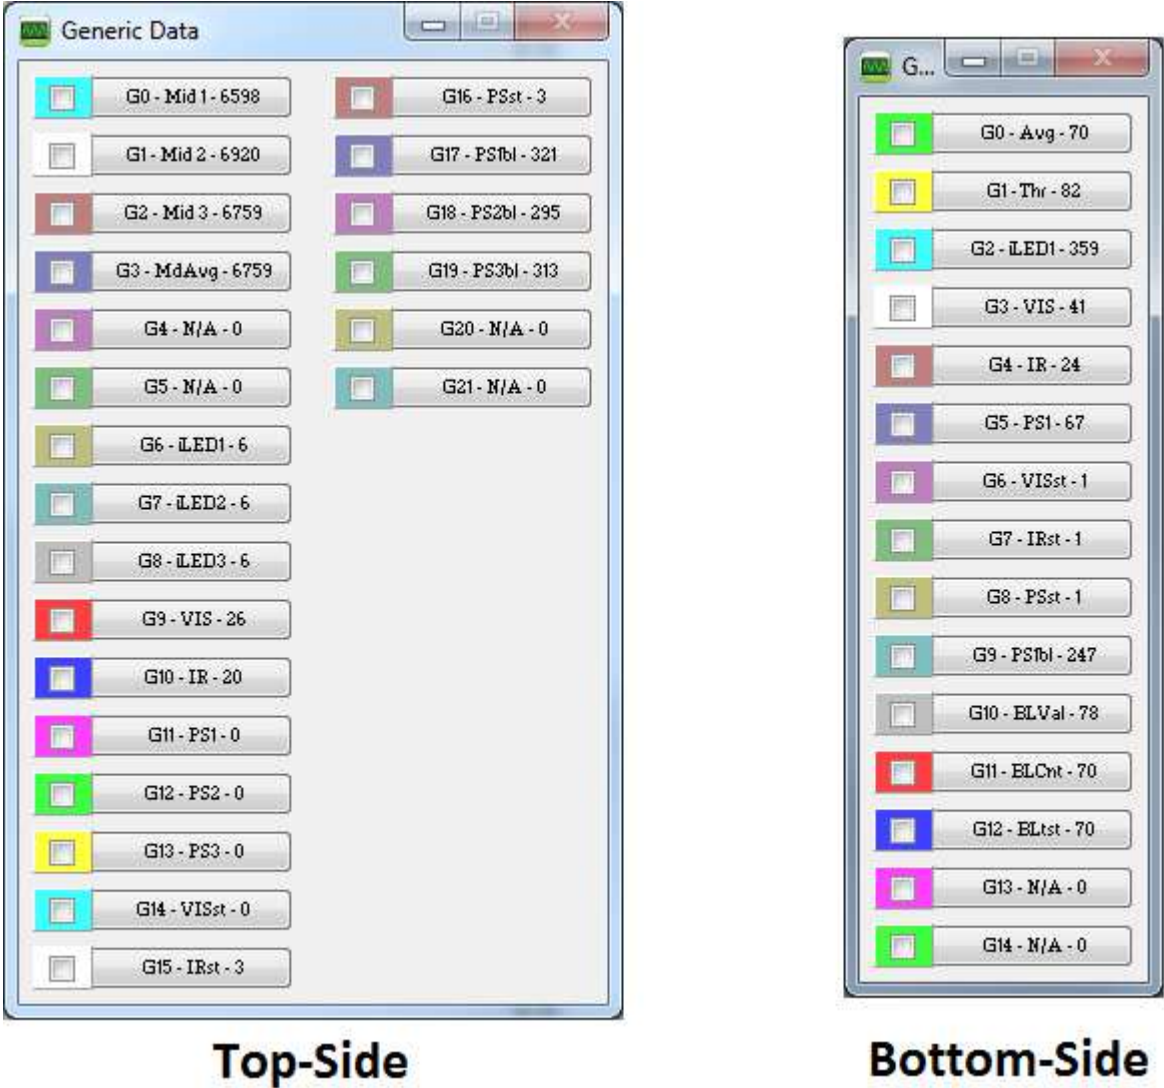 Generic Data
G0 - Mid 1 - 6598
G1 - Mid 2 - 6920
G2 - Mid 3 - 6759
G3 - MdAvg - 6759
G4 - N/A - 0
G5 - N/A - 0
G6 - iLED1 - 6
G7 - iLED2 - 6
G8 - iLED3 - 6
G9 - VIS - 26
G10 - IR - 20
G11 - PS1 - 0
G12 - PS2 - 0
G13 - PS3 - 0
G14 - VISst - 0
G15 - IRst - 3
G16 - PSst - 3
G17 - PS1bl - 321
G18 - PS2bl - 295
G19 - PS3bl - 313
G20 - N/A - 0
G21 - N/A - 0
Top-Side
G...
G0 - Avg - 70
G1 - Thr - 82
G2 - iLED1 - 359
G3 - VIS - 41
G4 - IR - 24
G5 - PS1 - 67
G6 - VISst - 1
G7 - IRst - 1
G8 - PSst - 1
G9 - PS1bl - 247
G10 - BLVal - 78
G11 - BLCnt - 70
G12 - BLtst - 70
G13 - N/A - 0
G14 - N/A - 0
Bottom-Side